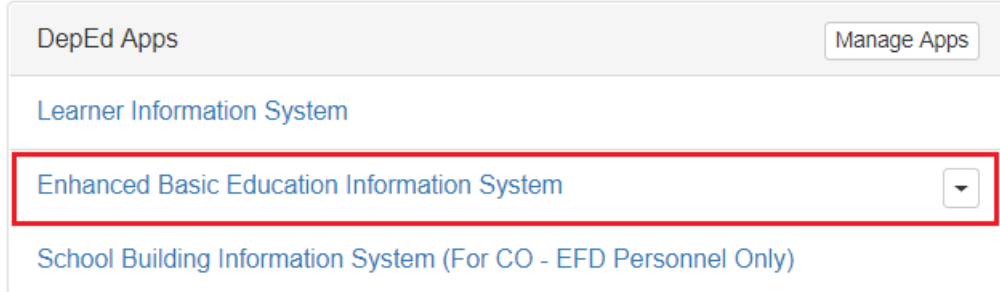 DepEd Apps
Manage Apps
Learner Information System
Enhanced Basic Education Information System
School Building Information System (For CO - EFD Personnel Only)